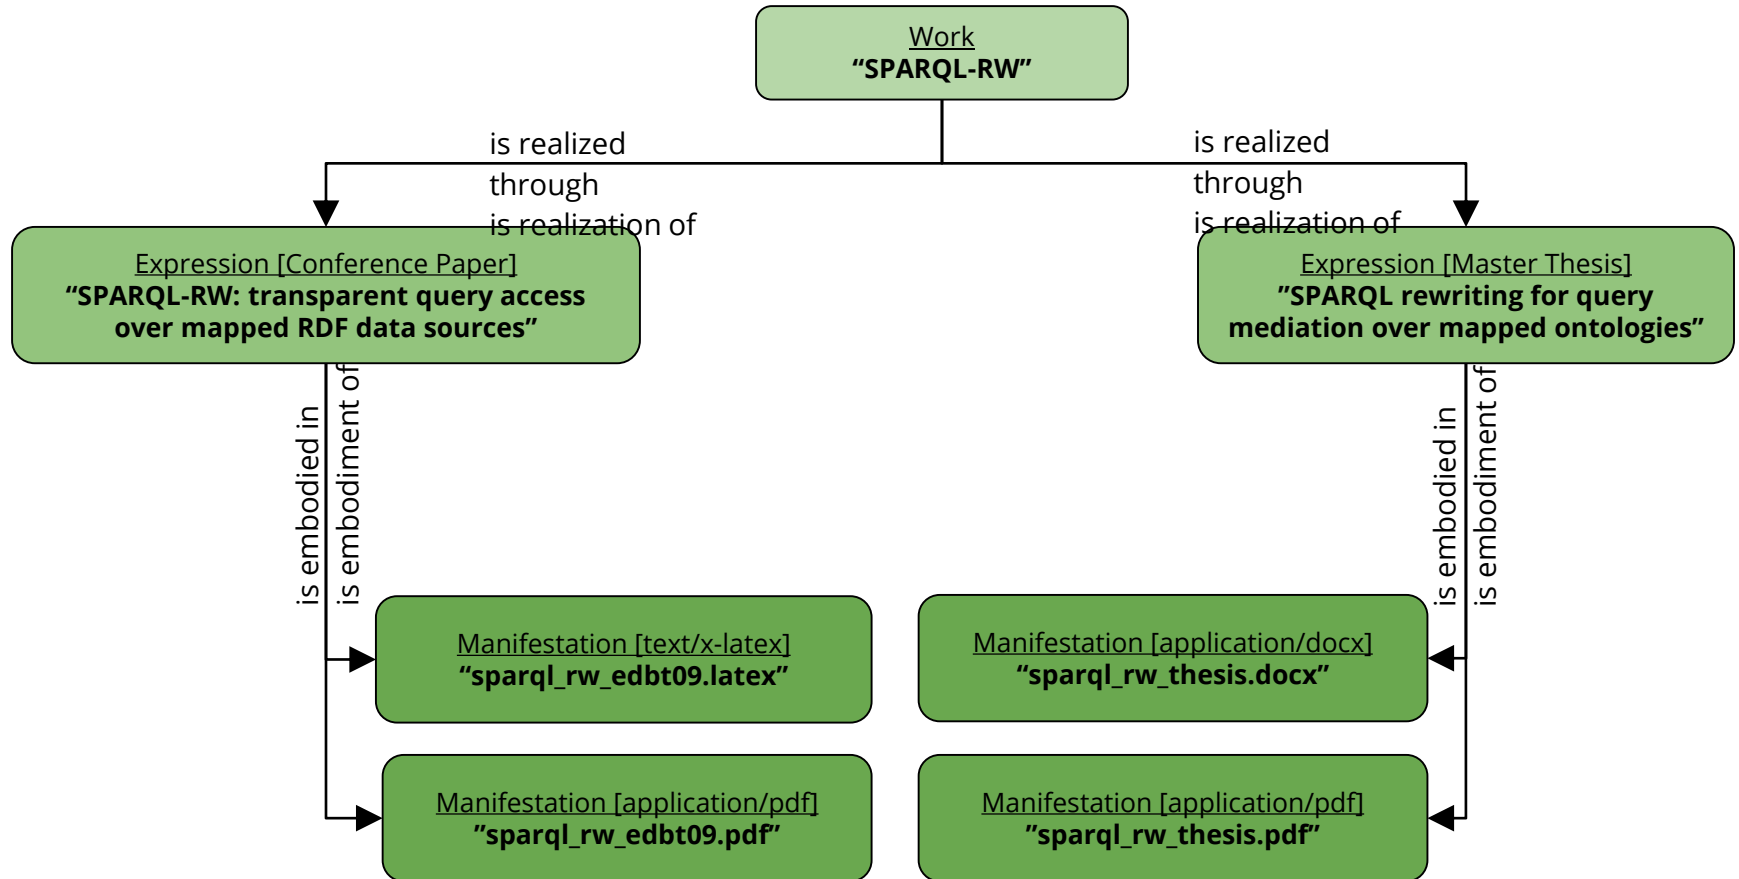 Work
“SPARQL-RW”
is realized
through
is realization of
is realized
through
is realization of
Expression [Conference Paper]
“SPARQL-RW: transparent query access
over mapped RDF data sources”
Expression [Master Thesis]
”SPARQL rewriting for query
mediation over mapped ontologies”
is embodied in
is embodiment of
is embodied in
is embodiment of
Manifestation [text/x-latex]
“sparql_rw_edbt09.latex”
Manifestation [application/docx]
“sparql_rw_thesis.docx”
Manifestation [application/pdf]
”sparql_rw_edbt09.pdf”
Manifestation [application/pdf]
”sparql_rw_thesis.pdf”